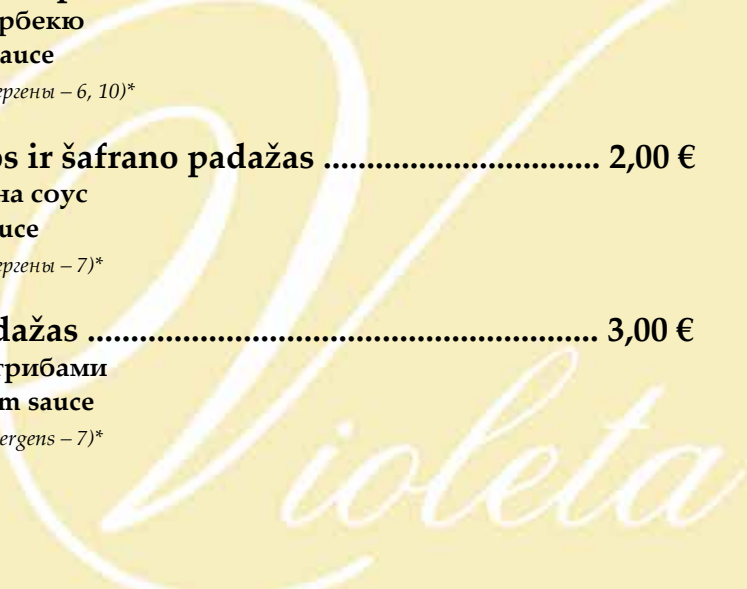 рбекю
auce
ергены – 6, 10)*
os ir šafrano padažas ................................ 2,00 €
на соус
uce
ергены – 7)*
dažas ........................................................... 3,00 €
грибами
m sauce
ergens – 7)*
Violeta